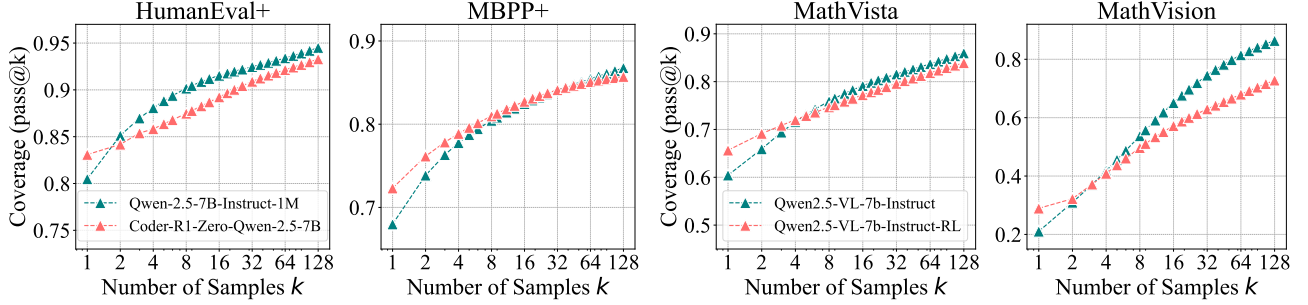 HumanEval+
Coverage (pass@k)
0.95
0.90
0.85
0.80
0.75
Qwen-2.5-7B-Instruct-1M
Coder-R1-Zero-Qwen-2.5-7B
1 2 4 8 16 32 64 128
Number of Samples k
MBPP+
0.9
0.8
0.7
1 2 4 8 16 32 64 128
Number of Samples k
MathVista
Coverage (pass@k)
0.9
0.8
0.7
0.6
0.5
Qwen2.5-VL-7b-Instruct
Qwen2.5-VL-7b-Instruct-RL
1 2 4 8 16 32 64 128
Number of Samples k
MathVision
0.8
0.6
0.4
0.2
1 2 4 8 16 32 64 128
Number of Samples k